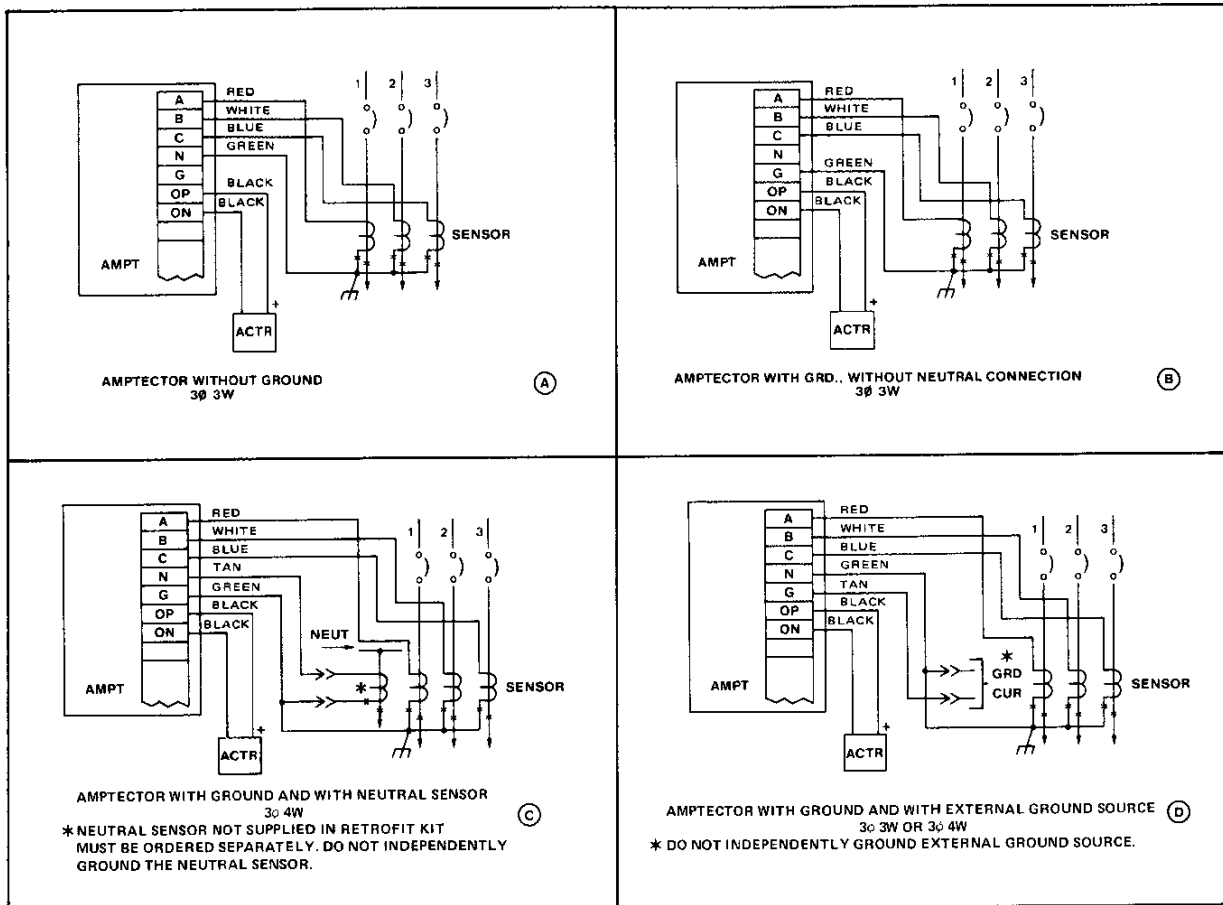 1 2 3
A RED
B WHITE
C BLUE
N GREEN
G
OP BLACK
ON BLACK
SENSOR
AMPT
+
ACTR
AMPTECTOR WITHOUT GROUND
3Ø 3W
A
1 2 3
A RED
B WHITE
C BLUE
N
G GREEN
OP BLACK
ON BLACK
SENSOR
AMPT
+
ACTR
AMPTECTOR WITH GRD., WITHOUT NEUTRAL CONNECTION
3Ø 3W
B
1 2 3
A RED
B WHITE
C BLUE
N TAN
G GREEN
OP BLACK
ON BLACK
NEUT
*
SENSOR
AMPT
+
ACTR
AMPTECTOR WITH GROUND AND WITH NEUTRAL SENSOR
3ϕ 4W
C
* NEUTRAL SENSOR NOT SUPPLIED IN RETROFIT KIT
MUST BE ORDERED SEPARATELY. DO NOT INDEPENDENTLY
GROUND THE NEUTRAL SENSOR.
1 2 3
A RED
B WHITE
C BLUE
N GREEN
G TAN
OP BLACK
ON BLACK
*
GRD
CUR
SENSOR
AMPT
+
ACTR
AMPTECTOR WITH GROUND AND WITH EXTERNAL GROUND SOURCE
3ϕ 3W OR 3ϕ 4W
D
* DO NOT INDEPENDENTLY GROUND EXTERNAL GROUND SOURCE.